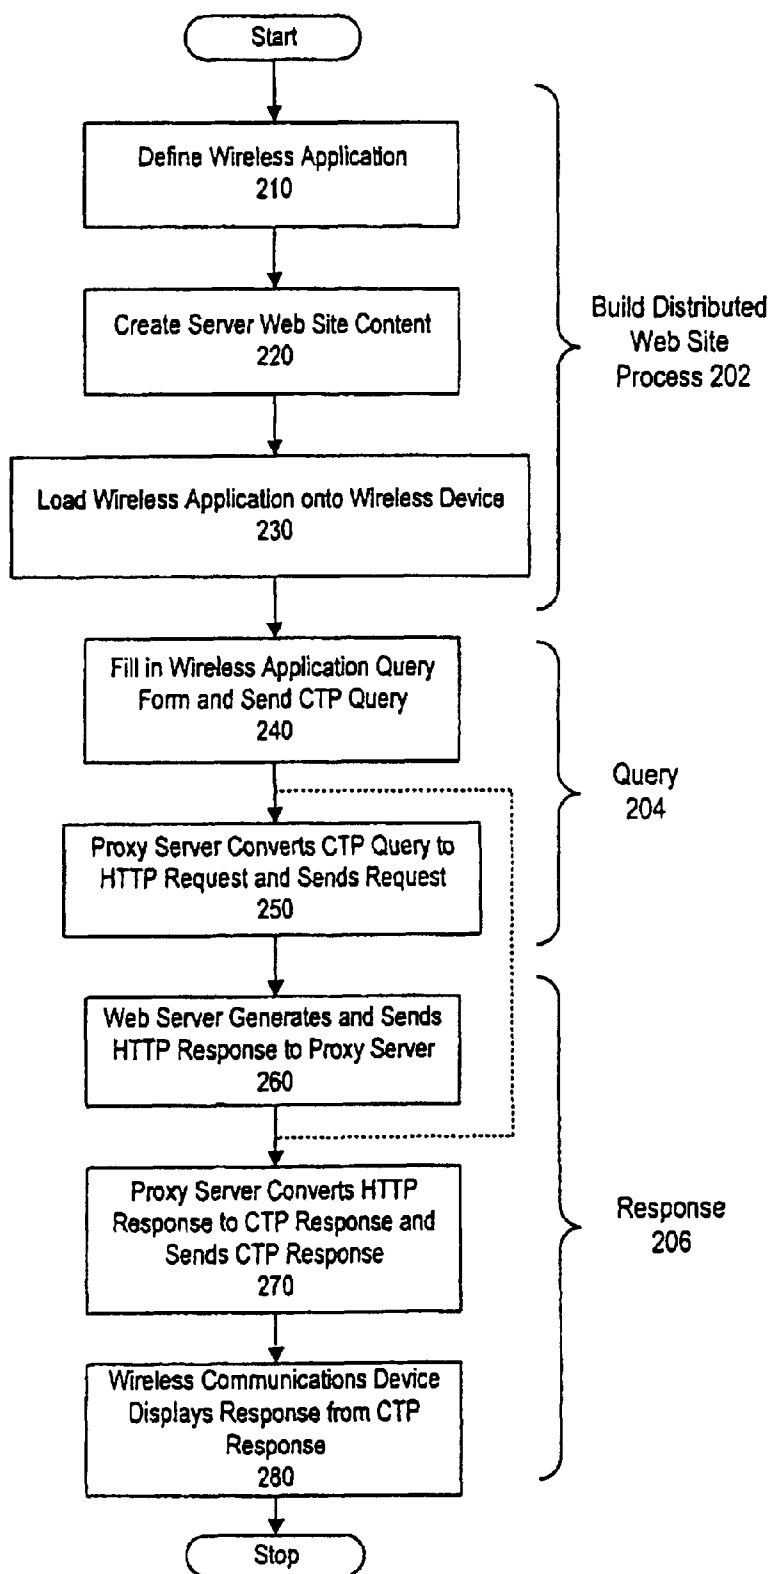 Start
Define Wireless Application
210
Create Server Web Site Content
220
Load Wireless Application onto Wireless Device
230
Build Distributed
Web Site
Process 202
Fill in Wireless Application Query
Form and Send CTP Query
240
Proxy Server Converts CTP Query to
HTTP Request and Sends Request
250
Query
204
Web Server Generates and Sends
HTTP Response to Proxy Server
260
Proxy Server Converts HTTP
Response to CTP Response and
Sends CTP Response
270
Wireless Communications Device
Displays Response from CTP
Response
280
Response
206
Stop